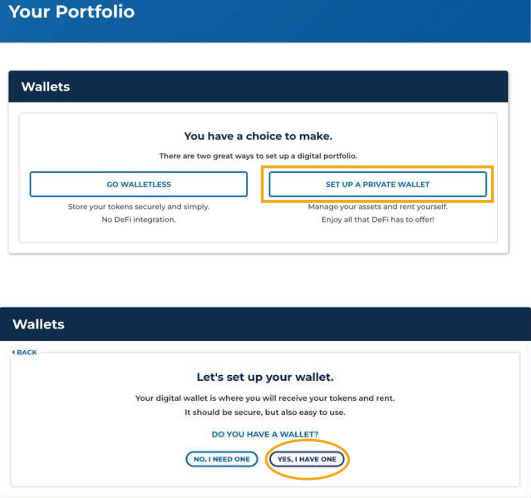 Your Portfolio
Wallets
You have a choice to make.
There are two great ways to set up a digital portfolio.
GO WALLETLESS
SET UP A PRIVATE WALLET
Store your tokens securely and simply.
No DeFi integration.
Manage your assets and rent yourself.
Enjoy all that DeFi has to offer!
Wallets
BACK
Let's set up your wallet.
Your digital wallet is where you will receive your tokens and rent.
It should be secure, but also easy to use.
DO YOU HAVE A WALLET?
NO, I NEED ONE
YES, I HAVE ONE